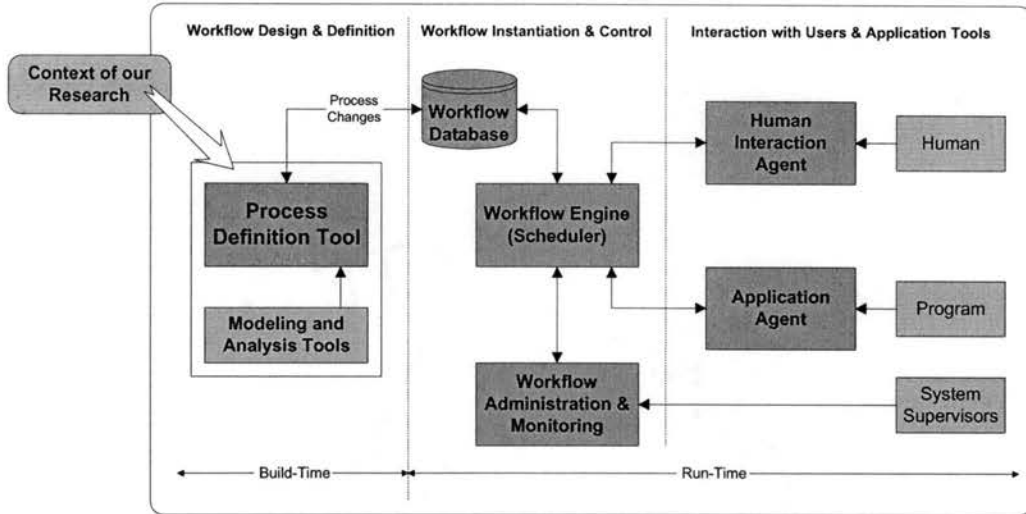 Workflow Design & Definition
Workflow Instantiation & Control
Interaction with Users & Application Tools
Context of our
Research
Process
Changes
Workflow
Database
Human
Interaction
Agent
Human
Process
Definition Tool
Workflow Engine
(Scheduler)
Modeling and
Analysis Tools
Application
Agent
Program
Workflow
Administration &
Monitoring
System
Supervisors
Build-Time
Run-Time